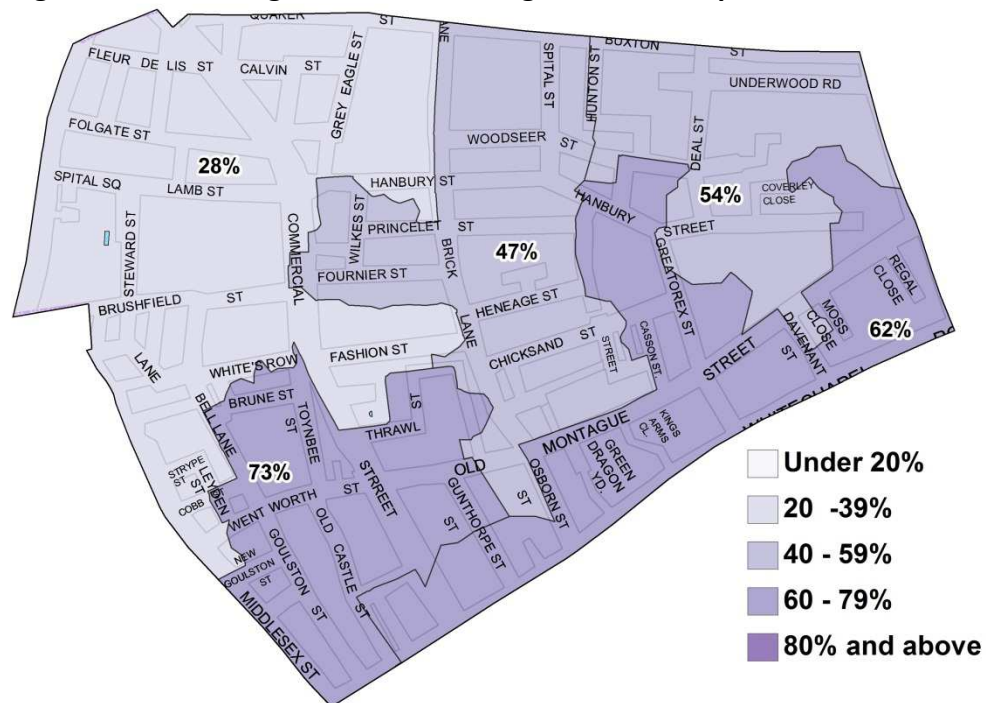 QUAKER ST
FLEUR DE LIS ST
CALVIN ST
GREY EAGLE ST
LANE
SPITAL ST
HUNTON ST
BUXTON ST
UNDERWOOD RD
FOLGATE ST
WOODSEER ST
DEAL ST
28%
SPITAL SQ
LAMB ST
HANBURY ST
54%
COVERLEY CLOSE
STEWARD ST
COMMERCIAL
WILKES ST
PRINCELET ST
HANBURY STREET
BRICK LANE
47%
FOURNIER ST
GREATOREX ST
REGAL CLOSE
BRUSHFIELD ST
HENEAGE ST
MOSS CLOSE
62%
LANE
WHITE'S ROW
FASHION ST
CHICKSAND ST
STREET
CASSON ST.
DAVENANT ST
BELL LANE
BRUNE ST
TOYNBEE ST
THRAWL ST
OLD MONTAGUE STREET
KINGS ARMS CL.
WHITECHAPEL
STRYPE ST
LEYDEN ST
COBB
73%
STRREET
GREEN DRAGON YD.
OSBORN ST
WENTWORTH ST
OLD CASTLE ST
GUNTHORPE ST
ST
NEW GOULSTON ST
GOULSTON ST
MIDDLESEX ST
Under 20%
20 -39%
40 - 59%
60 - 79%
80% and above